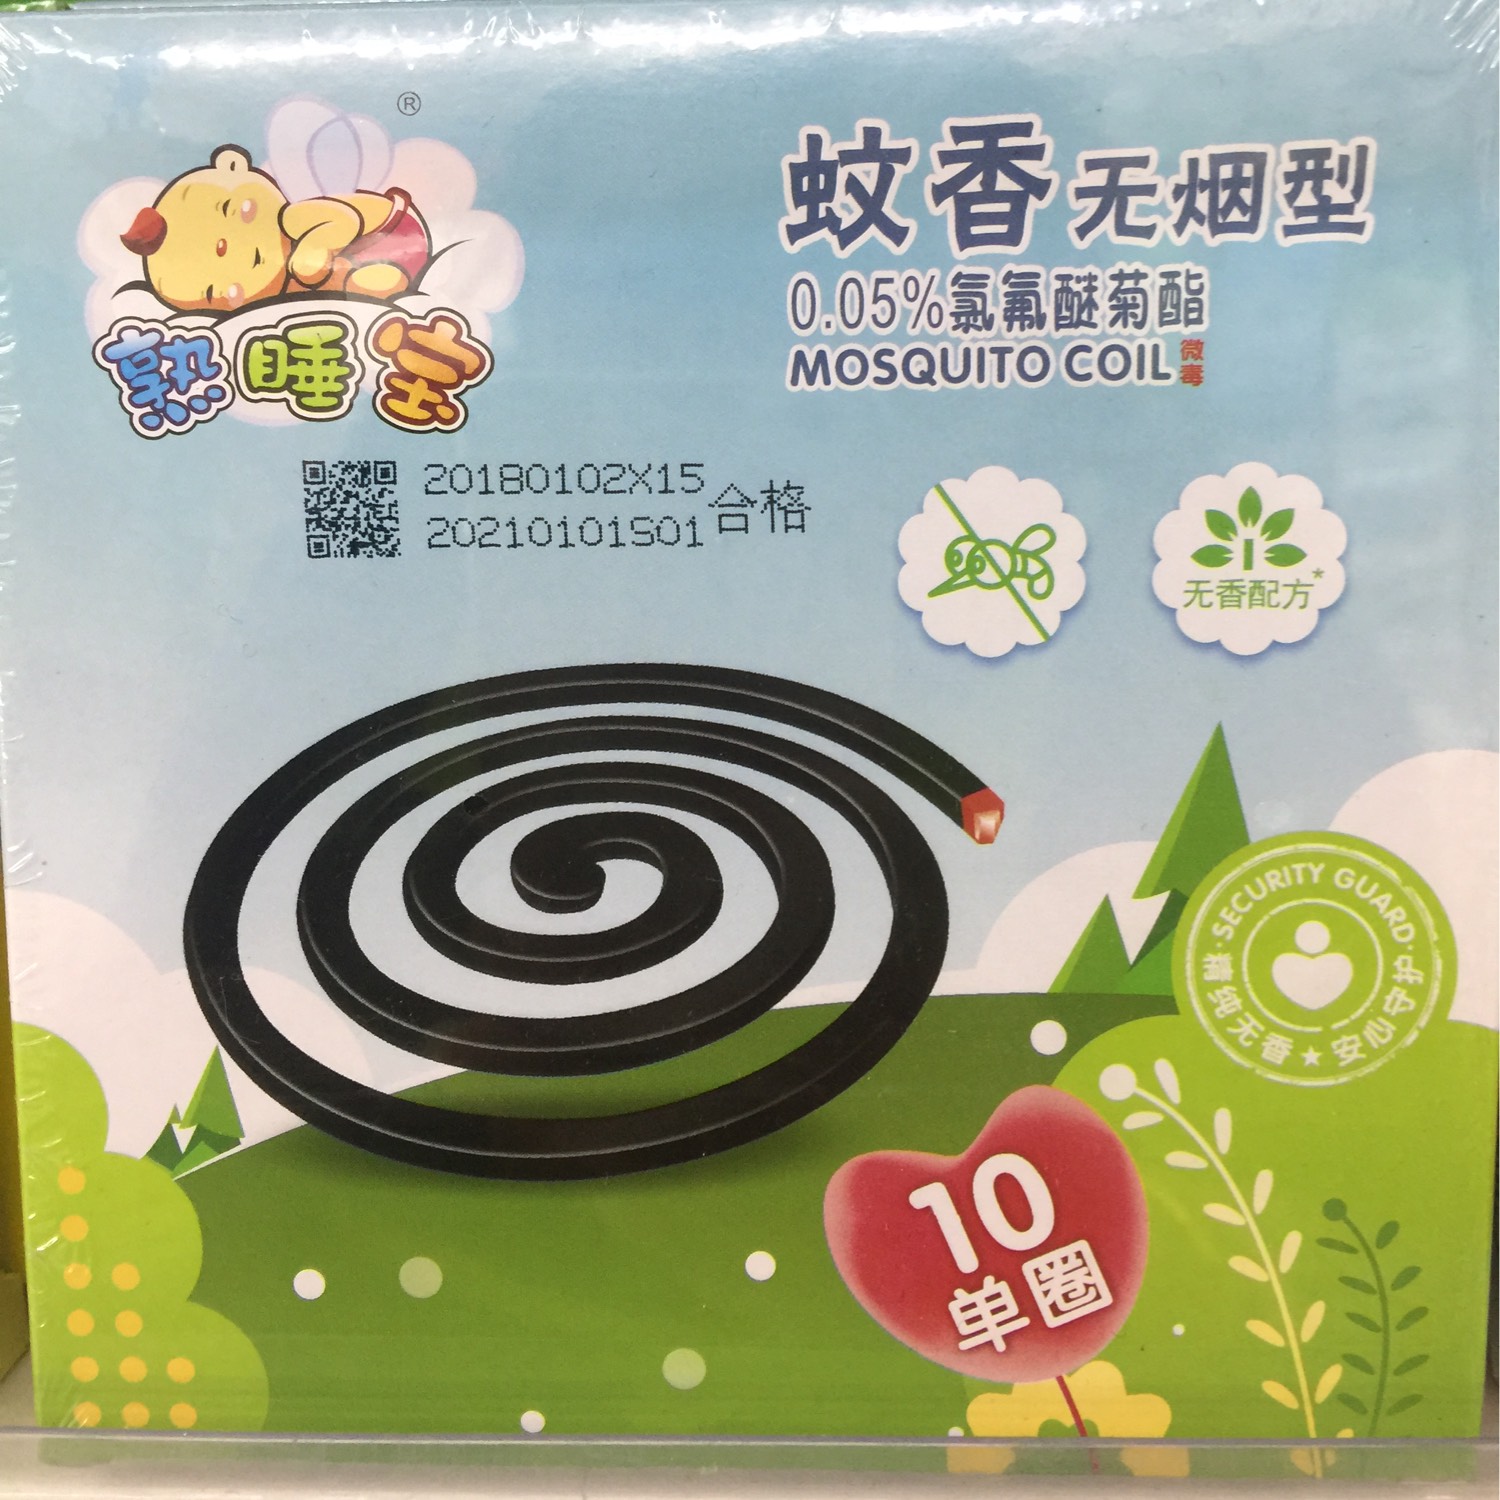 ®
熟睡宝
蚊香 无烟型
0.05%氯氟醚菊酯
MOSQUITO COIL 微毒
20180102X15
20210101S01
合格
无香配方*
·SECURITY GUARD·
精纯无香★安心守护
10
单圈